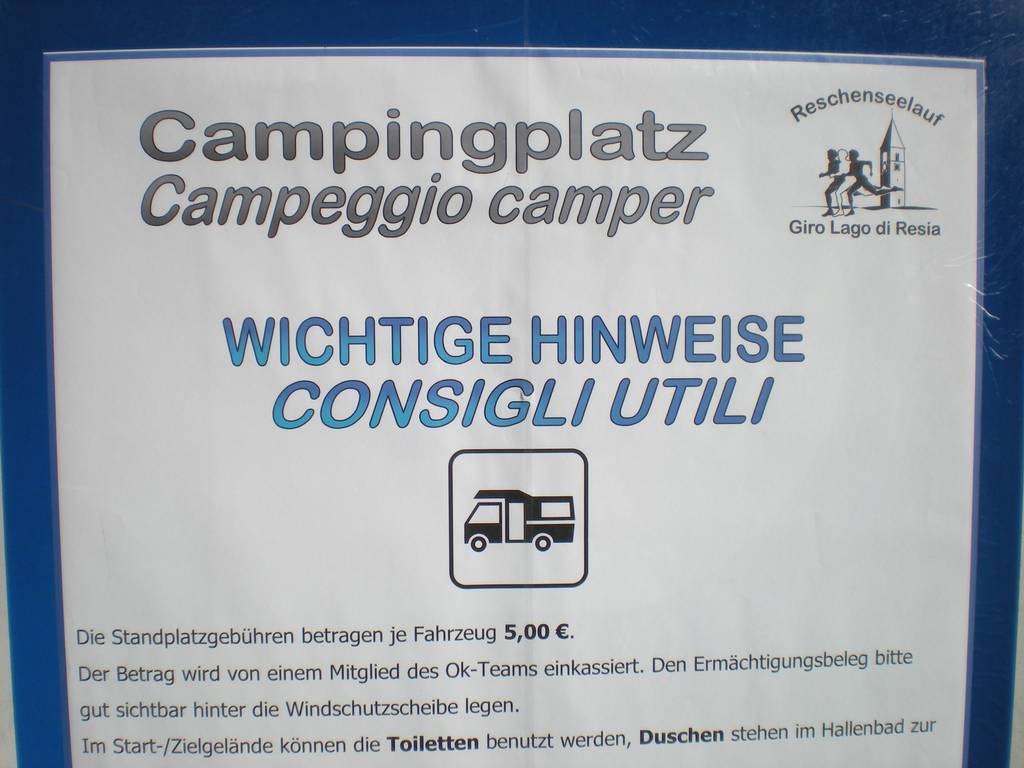 Reschenseelauf
Giro Lago di Resia
Campingplatz
Campeggio camper
WICHTIGE HINWEISE
CONSIGLI UTILI
Die Standplatzgebühren betragen je Fahrzeug 5,00 €.
Der Betrag wird von einem Mitglied des Ok-Teams einkassiert. Den Ermächtigungsbeleg bitte
gut sichtbar hinter die Windschutzscheibe legen.
Im Start-/Zielgelände können die Toiletten benutzt werden, Duschen stehen im Hallenbad zur